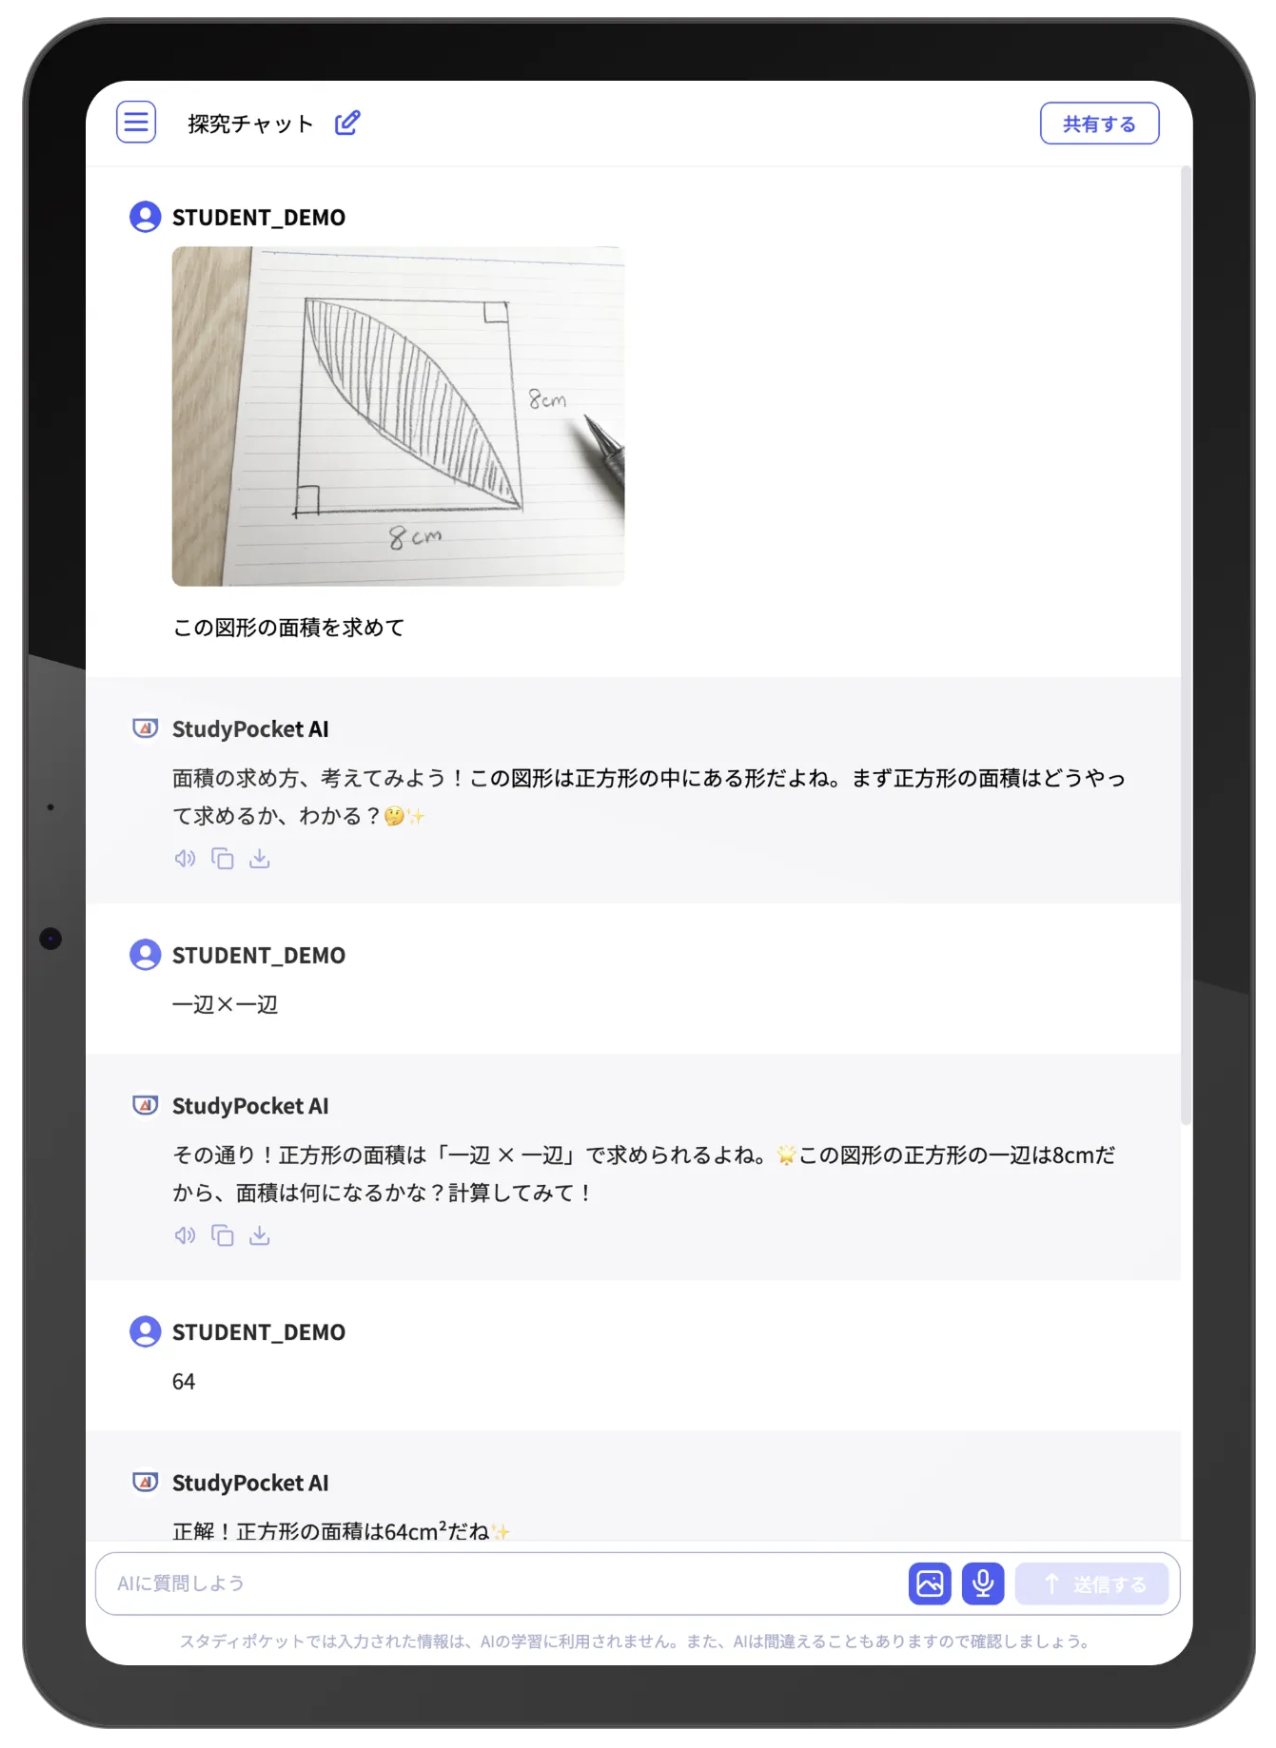 探究チャット
共有する
STUDENT_DEMO
8cm
8cm
この図形の面積を求めて
StudyPocket AI
面積の求め方、考えてみよう！この図形は正方形の中にある形だよね。まず正方形の面積はどうやっ
て求めるか、わかる？🤔✨
STUDENT_DEMO
一辺×一辺
StudyPocket AI
その通り！正方形の面積は「一辺 × 一辺」で求められるよね。🌟この図形の正方形の一辺は8cmだ
から、面積は何になるかな？計算してみて！
STUDENT_DEMO
64
StudyPocket AI
正解！正方形の面積は64cm²だね✨
AIに質問しよう
送信する
スタディポケットでは入力された情報は、AIの学習に利用されません。また、AIは間違えることもありますので確認しましょう。